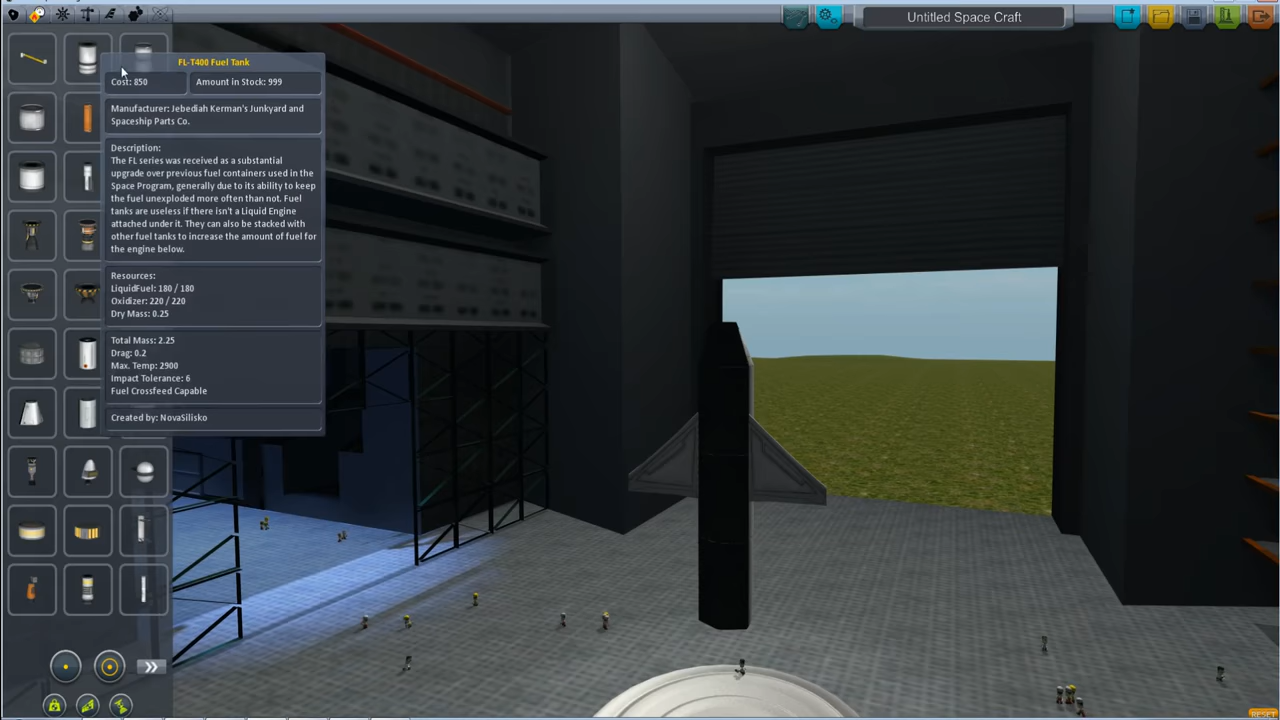 Untitled Space Craft
FL-T400 Fuel Tank
Cost: 850
Amount in Stock: 999
Manufacturer: Jebediah Kerman's Junkyard and
Spaceship Parts Co.
Description:
The FL series was received as a substantial
upgrade over previous fuel containers used in the
Space Program, generally due to its ability to keep
the fuel unexploded more often than not. Fuel
tanks are useless if there isn't a Liquid Engine
attached under it. They can also be stacked with
other fuel tanks to increase the amount of fuel for
the engine below.
Resources:
LiquidFuel: 180 / 180
Oxidizer: 220 / 220
Dry Mass: 0.25
Total Mass: 2.25
Drag: 0.2
Max. Temp: 2900
Impact Tolerance: 6
Fuel Crossfeed Capable
Created by: NovaSilisko
RESET